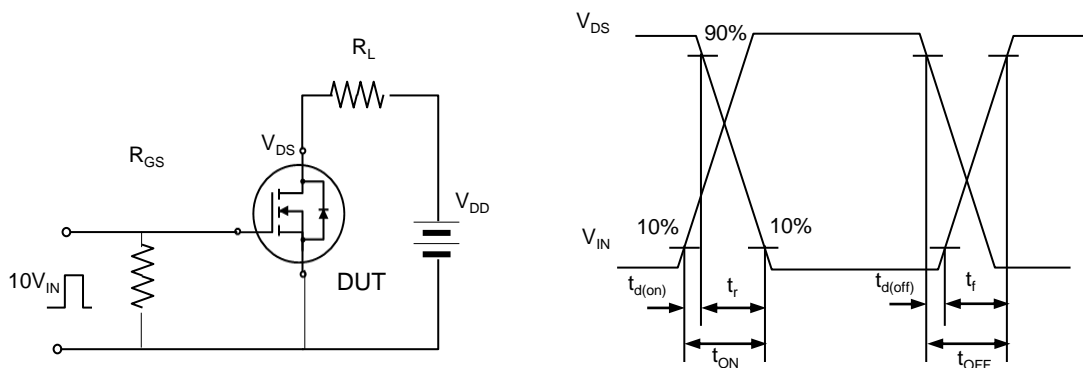 R_L
R_GS
V_DS
V_DD
10V_IN
DUT
V_DS
90%
V_IN
10%
10%
t_d(on)
t_r
t_d(off)
t_f
t_ON
t_OFF